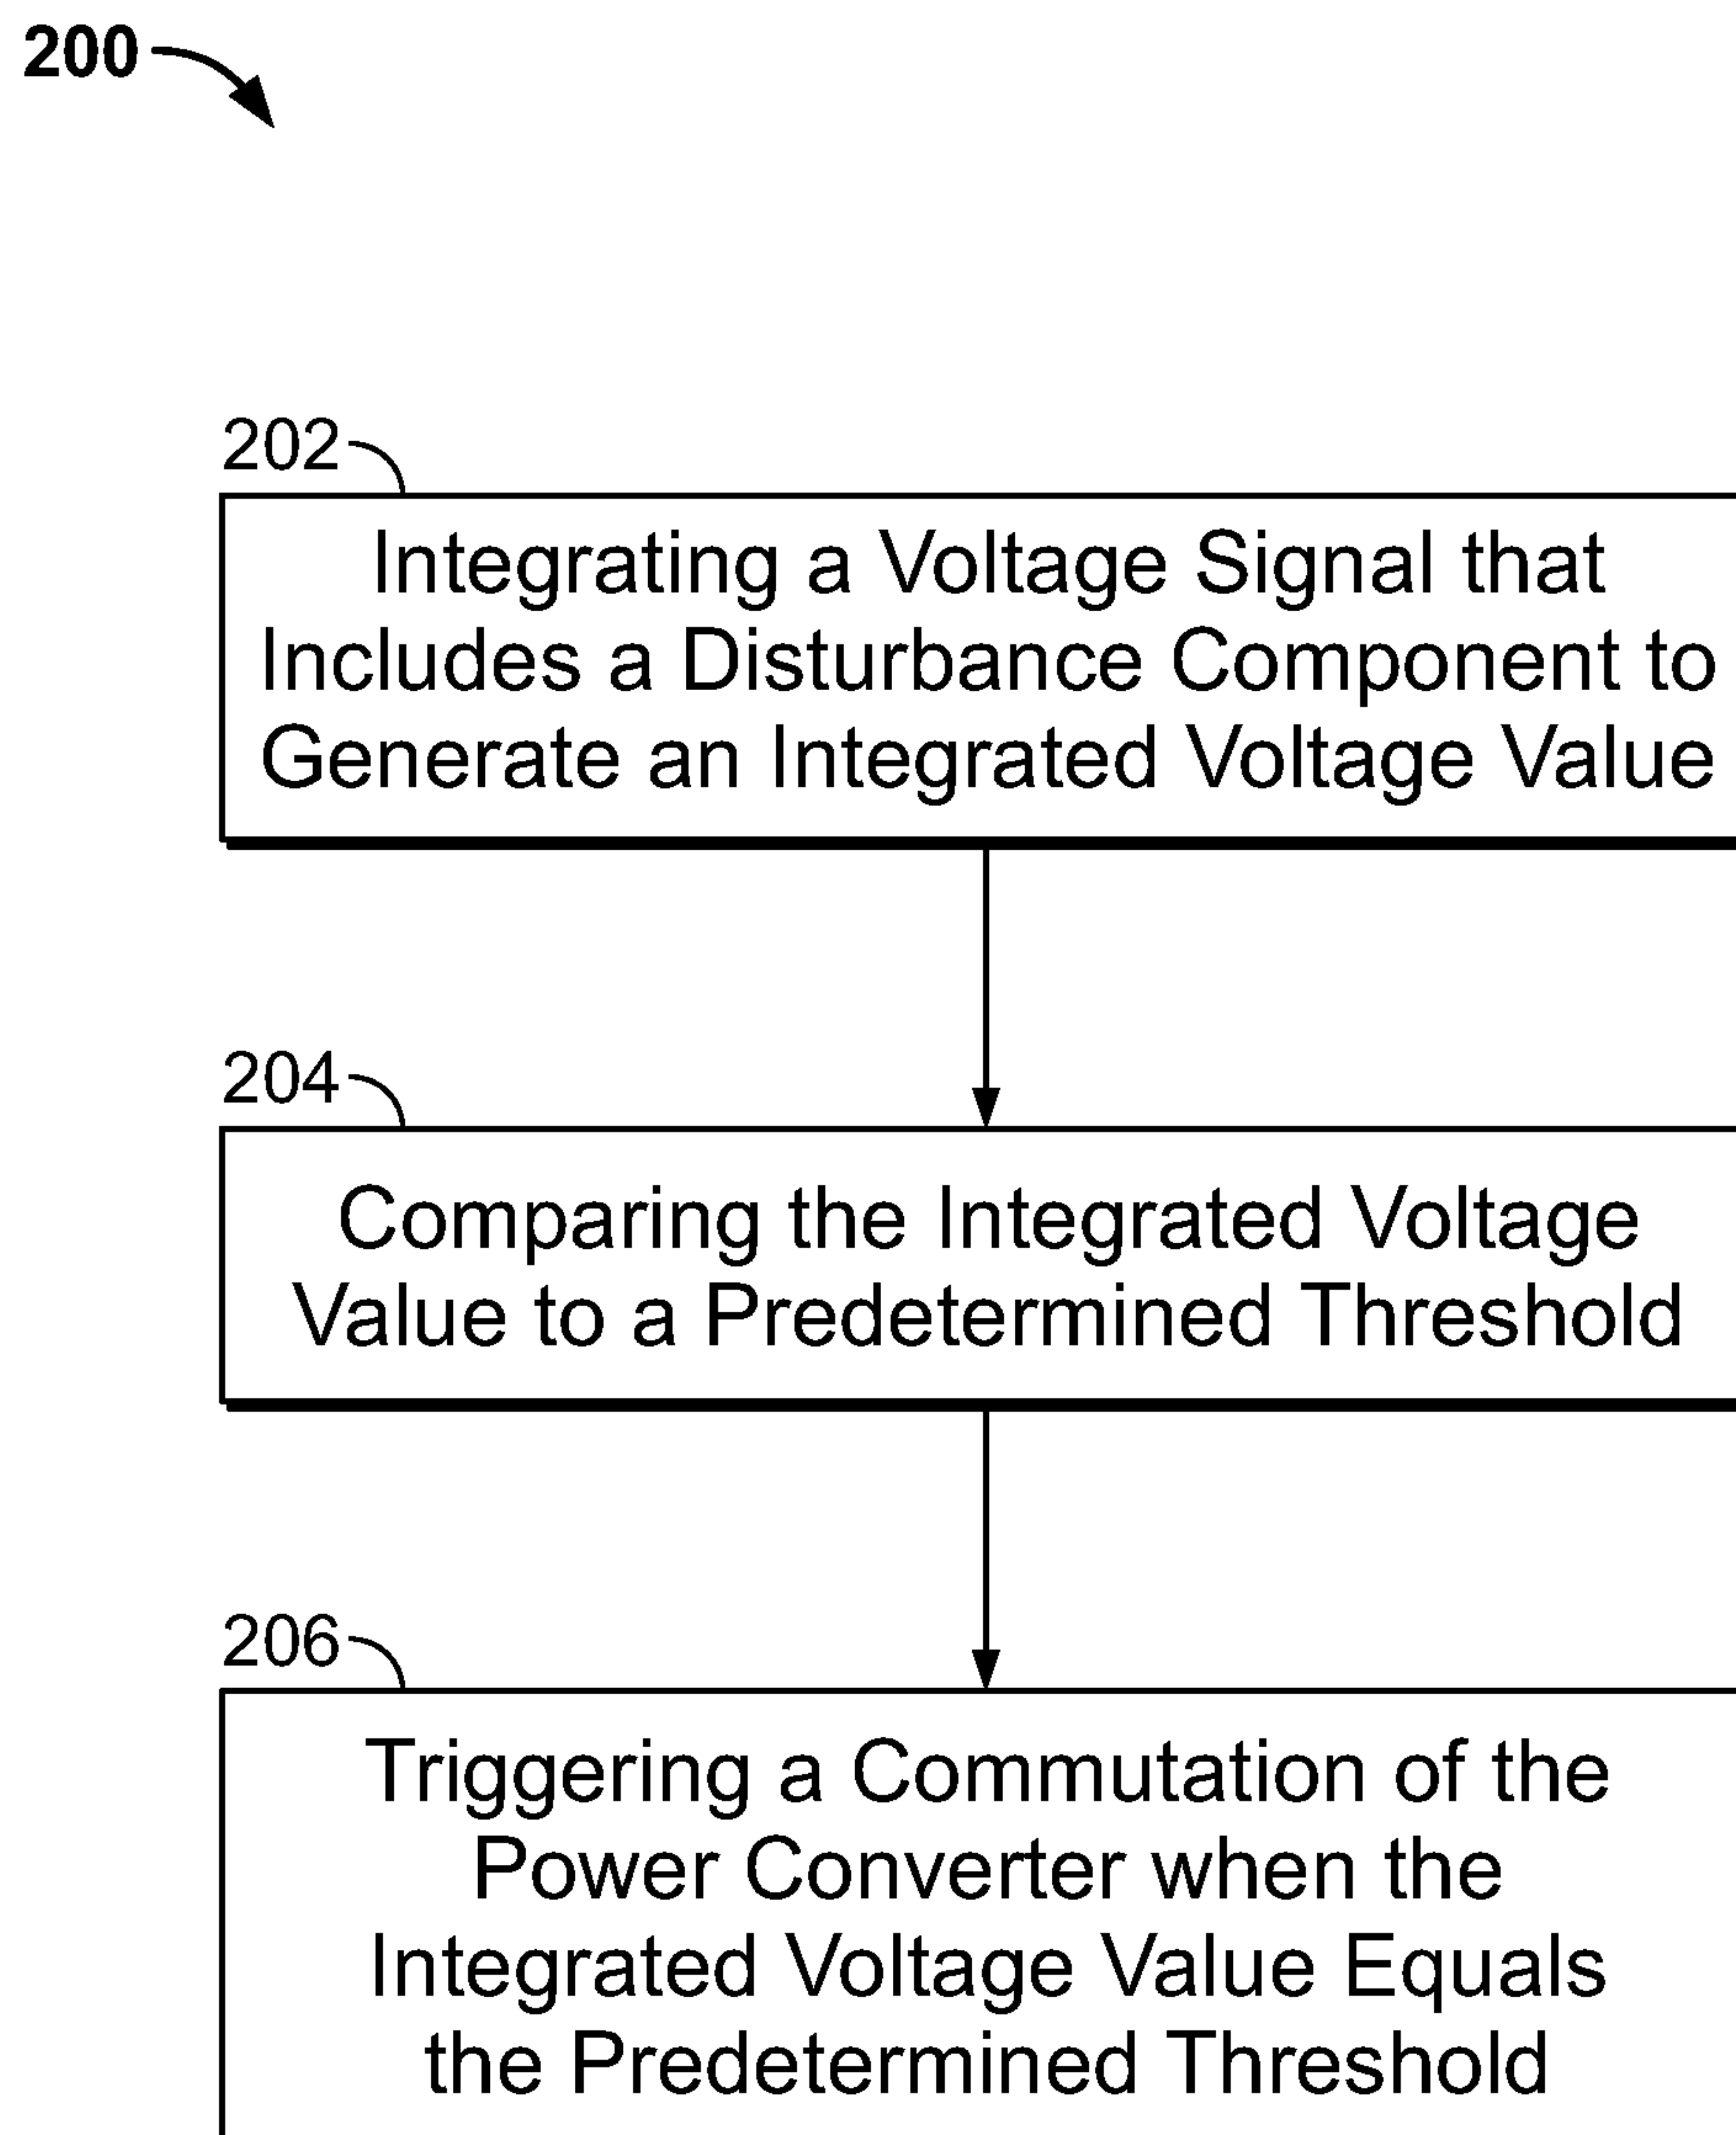 200
202
Integrating a Voltage Signal that
Includes a Disturbance Component to
Generate an Integrated Voltage Value
204
Comparing the Integrated Voltage
Value to a Predetermined Threshold
206
Triggering a Commutation of the
Power Converter when the
Integrated Voltage Value Equals
the Predetermined Threshold